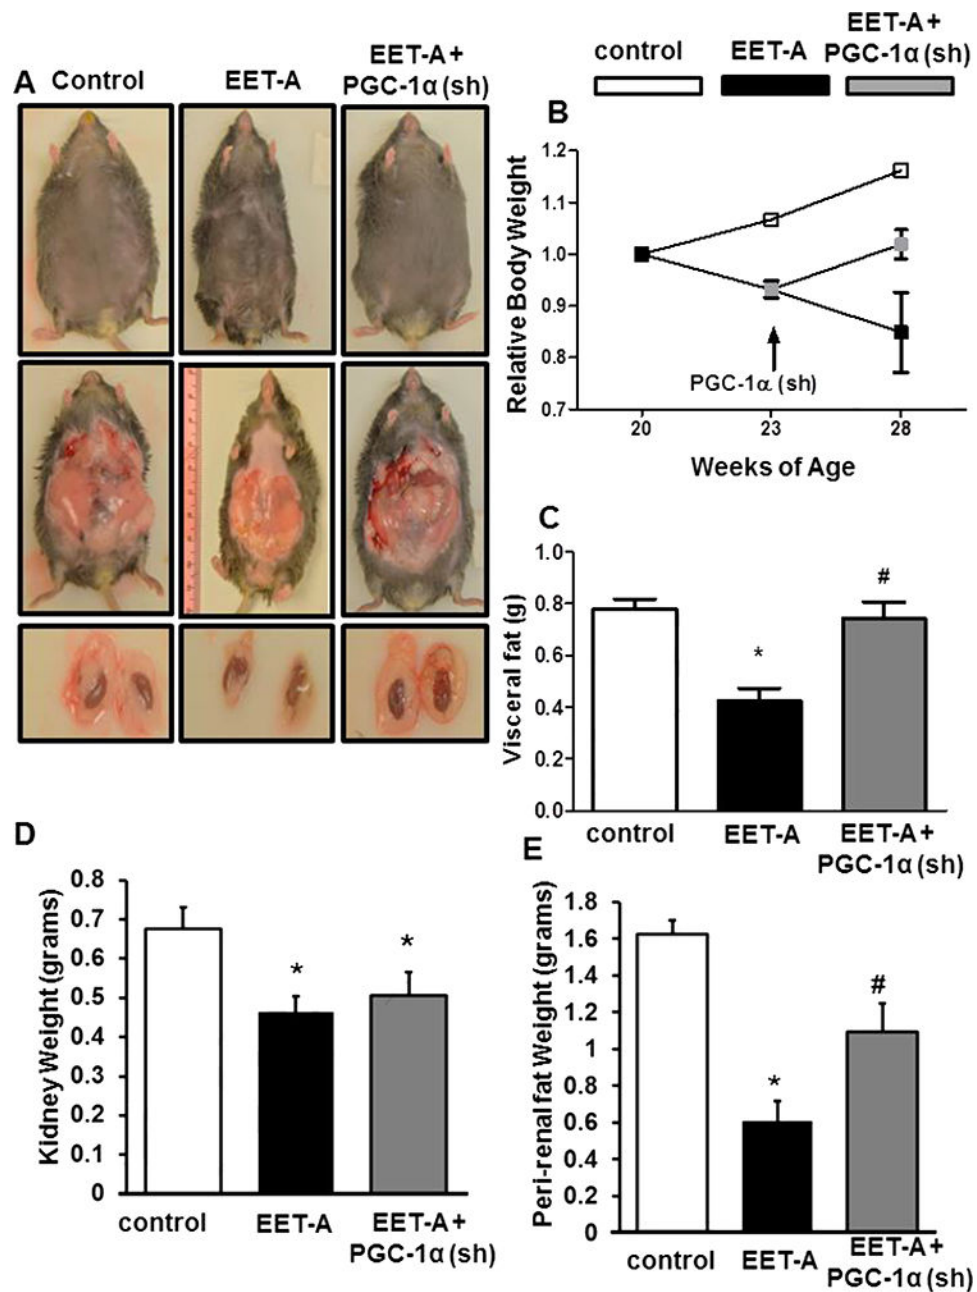 A
Control
EET-A
EET-A +
PGC-1α (sh)
control
EET-A
EET-A +
PGC-1α (sh)
B
Relative Body Weight
1.2
1.1
1.0
0.9
0.8
0.7
PGC-1α (sh)
20
23
28
Weeks of Age
C
Visceral fat (g)
1.0
0.8
0.6
0.4
0.2
0.0
*
#
control
EET-A
EET-A +
PGC-1α (sh)
D
Kidney Weight (grams)
0.8
0.7
0.6
0.5
0.4
0.3
0.2
0.1
0
*
*
control
EET-A
EET-A +
PGC-1α (sh)
E
Peri-renal fat Weight (grams)
1.8
1.6
1.4
1.2
1
0.8
0.6
0.4
0.2
0
*
#
control
EET-A
EET-A +
PGC-1α (sh)